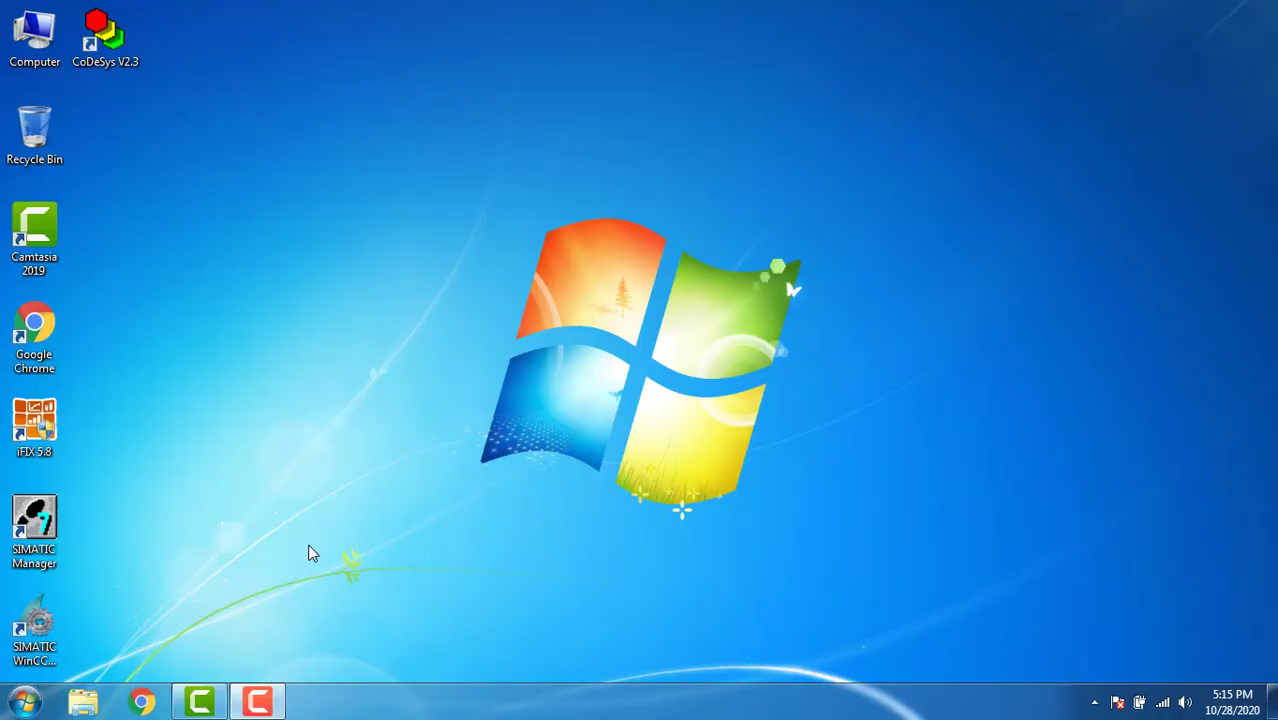 Computer
CoDeSys V2.3
Recycle Bin
Camtasia
2019
Google
Chrome
iFIX 5.8
SIMATIC
Manager
SIMATIC
WinCC...
5:15 PM
10/28/2020